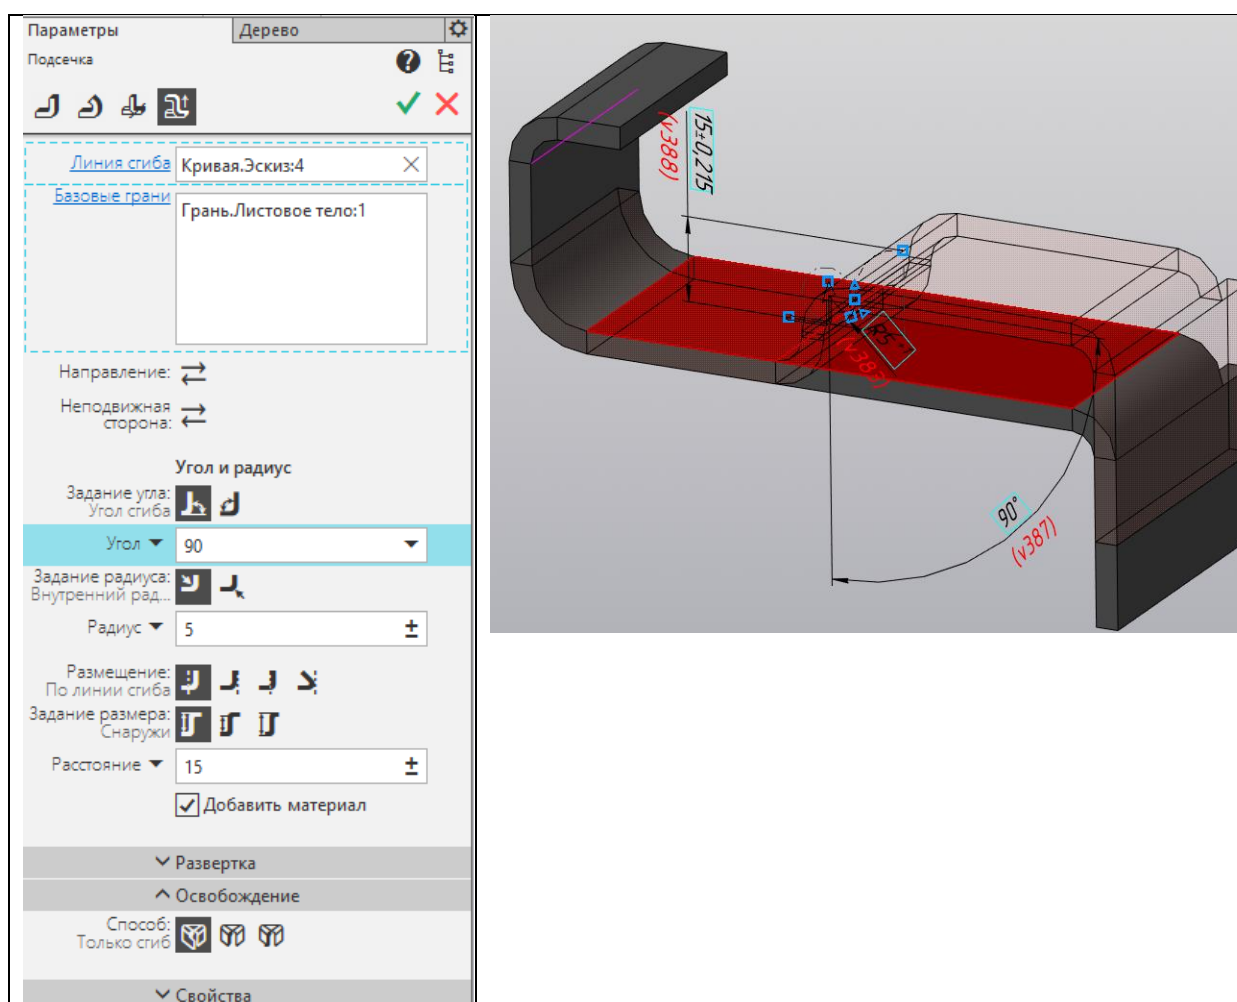 Параметры
Дерево
Подсечка
Линия сгиба
Кривая.Эскиз:4
Базовые грани
Грань.Листовое тело:1
Направление:
Неподвижная
сторона:
Угол и радиус
Задание угла:
Угол сгиба
Угол
90
Задание радиуса:
Внутренний рад...
Радиус
5
Размещение:
По линии сгиба
Задание размера:
Снаружи
Расстояние
15
Добавить материал
Развертка
Освобождение
Способ:
Только сгиб
Свойства
15±0,215
(v388)
R5
(v383)
90°
(v387)